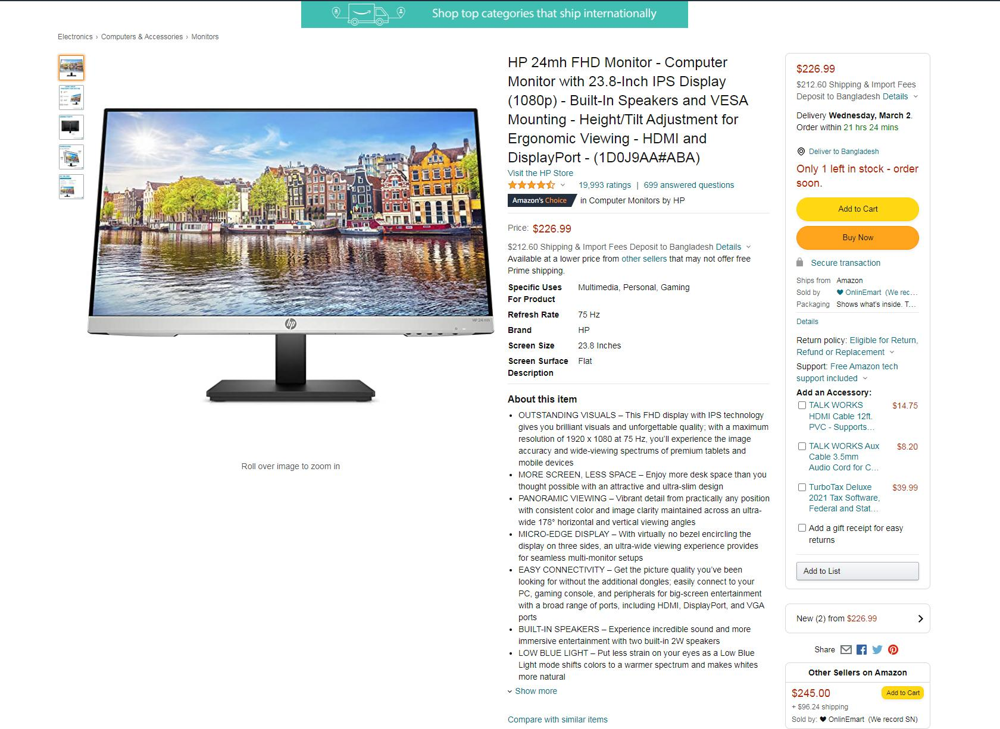 Shop top categories that ship internationally
Electronics › Computers & Accessories › Monitors
hp
HP 24 mh
Roll over image to zoom in
HP 24mh FHD Monitor - Computer
Monitor with 23.8-Inch IPS Display
(1080p) - Built-In Speakers and VESA
Mounting - Height/Tilt Adjustment for
Ergonomic Viewing - HDMI and
DisplayPort - (1D0J9AA#ABA)
Visit the HP Store
19,993 ratings | 699 answered questions
Amazon's Choice in Computer Monitors by HP
Price: $226.99
$212.60 Shipping & Import Fees Deposit to Bangladesh Details
Available at a lower price from other sellers that may not offer free
Prime shipping.
Specific Uses For Product Multimedia, Personal, Gaming
Refresh Rate 75 Hz
Brand HP
Screen Size 23.8 Inches
Screen Surface Description Flat
About this item
• OUTSTANDING VISUALS – This FHD display with IPS technology
gives you brilliant visuals and unforgettable quality; with a maximum
resolution of 1920 x 1080 at 75 Hz, you’ll experience the image
accuracy and wide-viewing spectrums of premium tablets and
mobile devices
• MORE SCREEN, LESS SPACE – Enjoy more desk space than you
thought possible with an attractive and ultra-slim design
• PANORAMIC VIEWING – Vibrant detail from practically any position
with consistent color and image clarity maintained across an ultra-
wide 178° horizontal and vertical viewing angles
• MICRO-EDGE DISPLAY – With virtually no bezel encircling the
display on three sides, an ultra-wide viewing experience provides
for seamless multi-monitor setups
• EASY CONNECTIVITY – Get the picture quality you’ve been
looking for without the additional dongles; easily connect to your
PC, gaming console, and peripherals for big-screen entertainment
with a broad range of ports, including HDMI, DisplayPort, and VGA
ports
• BUILT-IN SPEAKERS – Experience incredible sound and more
immersive entertainment with two built-in 2W speakers
• LOW BLUE LIGHT – Put less strain on your eyes as a Low Blue
Light mode shifts colors to a warmer spectrum and makes whites
more natural
Show more
Compare with similar items
$226.99
$212.60 Shipping & Import Fees
Deposit to Bangladesh Details
Delivery Wednesday, March 2.
Order within 21 hrs 24 mins
Deliver to Bangladesh
Only 1 left in stock - order
soon.
Add to Cart
Buy Now
Secure transaction
Ships from Amazon
Sold by OnlinEmart (We rec...
Packaging Shows what’s inside. T...
Details
Return policy: Eligible for Return,
Refund or Replacement
Support: Free Amazon tech
support included
Add an Accessory:
TALK WORKS $14.75
HDMI Cable 12ft.
PVC - Supports...
TALK WORKS Aux $8.20
Cable 3.5mm
Audio Cord for C...
TurboTax Deluxe $39.99
2021 Tax Software,
Federal and Stat...
Add a gift receipt for easy
returns
Add to List
New (2) from $226.99
Share
Other Sellers on Amazon
$245.00 Add to Cart
+ $96.24 shipping
Sold by: OnlinEmart (We record SN)